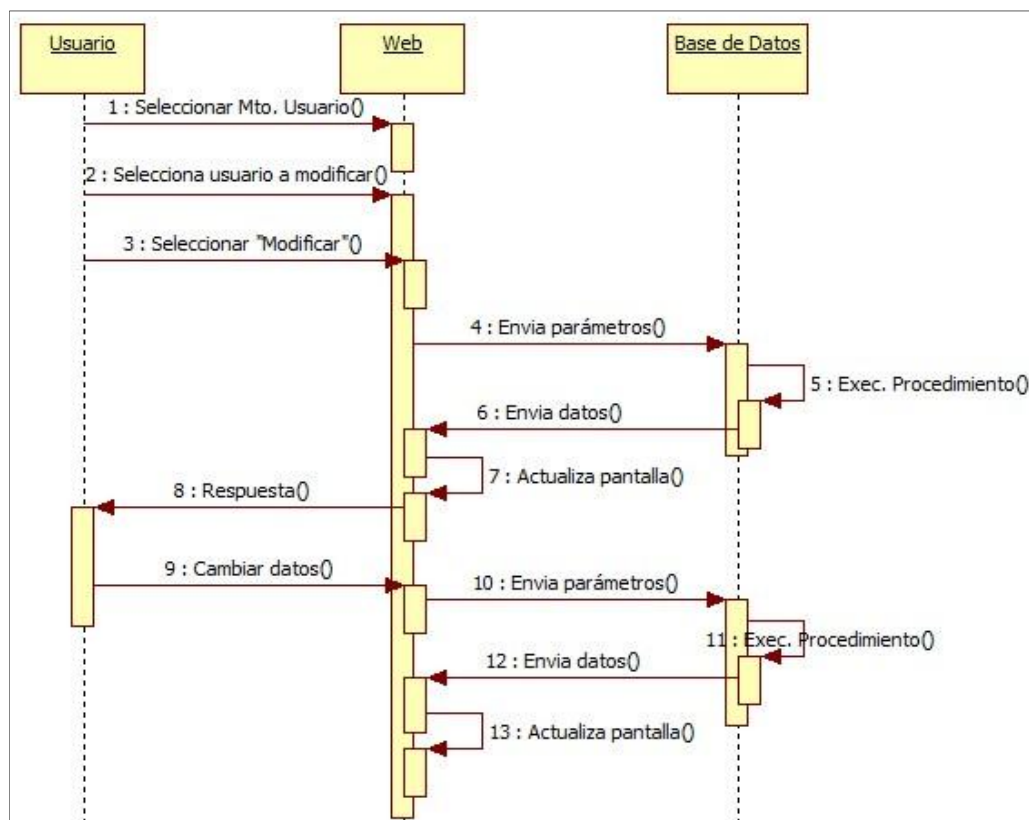 Usuario
Web
Base de Datos
1 : Seleccionar Mto. Usuario()
2 : Selecciona usuario a modificar()
3 : Seleccionar "Modificar"()
4 : Envia parámetros()
5 : Exec. Procedimiento()
6 : Envia datos()
7 : Actualiza pantalla()
8 : Respuesta()
9 : Cambiar datos()
10 : Envia parámetros()
11 : Exec. Procedimiento()
12 : Envia datos()
13 : Actualiza pantalla()